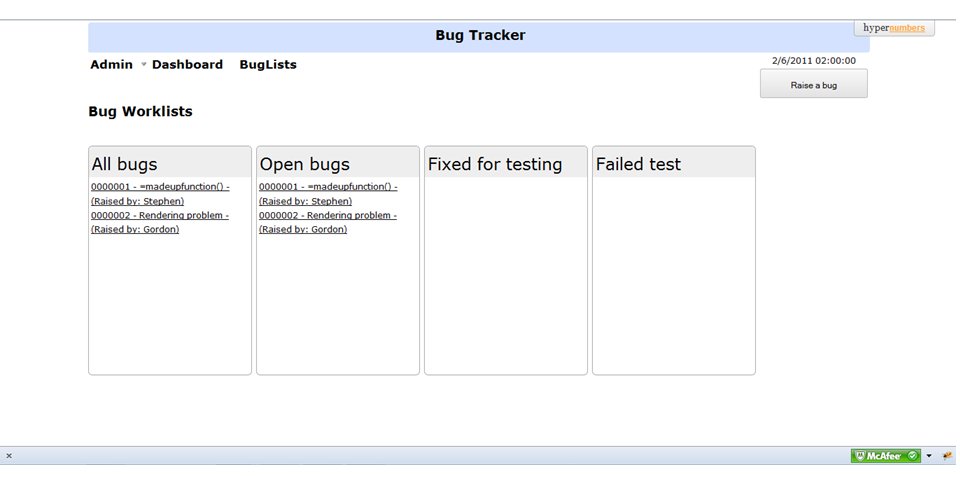 Bug Tracker
hypernumbers
Admin Dashboard BugLists
2/6/2011 02:00:00
Raise a bug
Bug Worklists
All bugs
0000001 - =madeupfunction() -
(Raised by: Stephen)
0000002 - Rendering problem -
(Raised by: Gordon)
Open bugs
0000001 - =madeupfunction() -
(Raised by: Stephen)
0000002 - Rendering problem -
(Raised by: Gordon)
Fixed for testing
Failed test
× McAfee